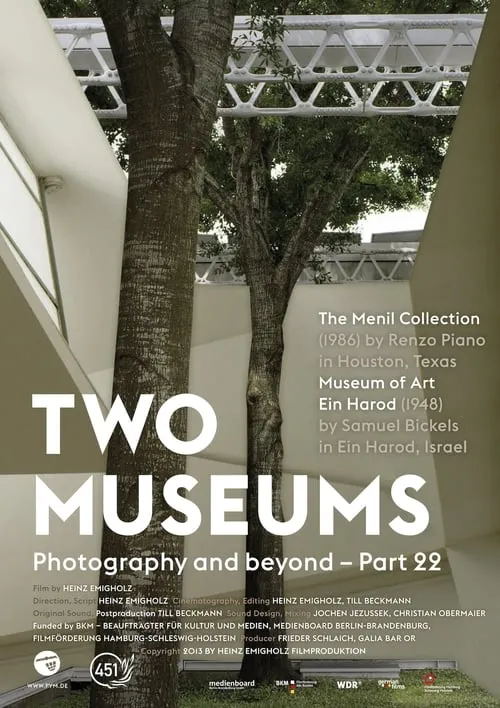 The Menil Collection
(1986) by Renzo Piano
in Houston, Texas
Museum of Art
Ein Harod (1948)
by Samuel Bickels
in Ein Harod, Israel
TWO
MUSEUMS
Photography and beyond – Part 22
Film by HEINZ EMIGHOLZ
Direction, Script HEINZ EMIGHOLZ Cinematography, Editing HEINZ EMIGHOLZ, TILL BECKMANN
Original Sound, Postproduction TILL BECKMANN Sound Design, Mixing JOCHEN JEZUSSEK, CHRISTIAN OBERMAIER
Funded by BKM – BEAUFTRAGTER FÜR KULTUR UND MEDIEN, MEDIENBOARD BERLIN-BRANDENBURG,
FILMFÖRDERUNG HAMBURG-SCHLESWIG-HOLSTEIN Producer FRIEDER SCHLAICH, GALIA BAR OR
Copyright 2013 BY HEINZ EMIGHOLZ FILMPRODUKTION
451
WWW.PYM.DE
medienboard
BKM
WDR
german
films